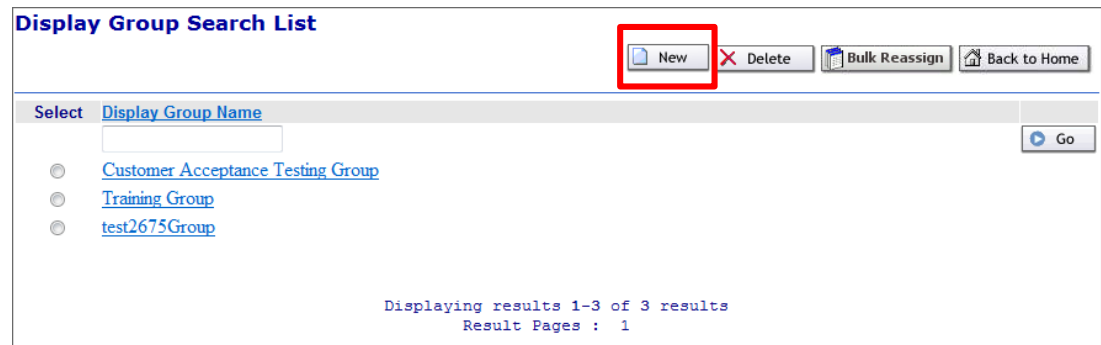 Display Group Search List
New Delete Bulk Reassign Back to Home
Select Display Group Name
Go
Customer Acceptance Testing Group
Training Group
test2675Group
Displaying results 1-3 of 3 results
Result Pages : 1